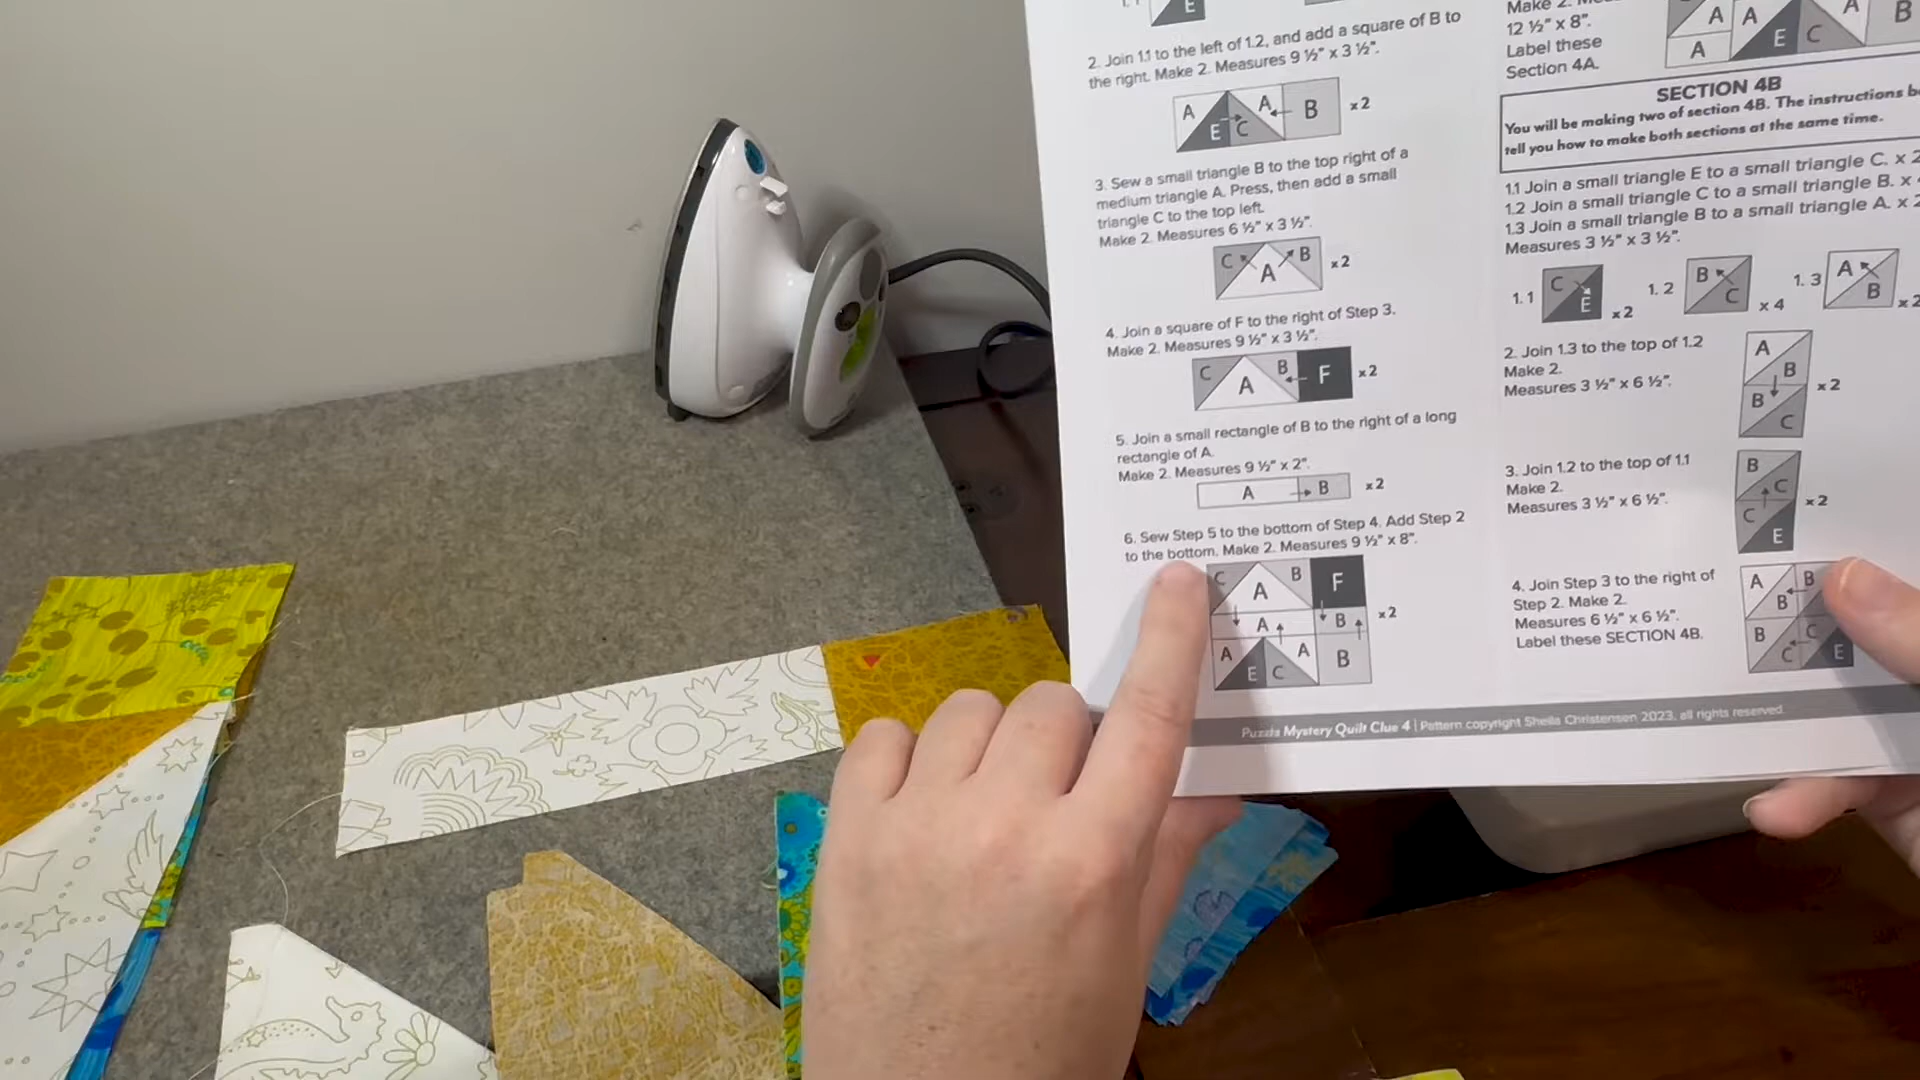 E
2. Join 1.1 to the left of 1.2, and add a square of B to
the right. Make 2. Measures 9 ½" x 3 ½".
A E C A B x2
3. Sew a small triangle B to the top right of a
medium triangle A. Press, then add a small
triangle C to the top left.
Make 2. Measures 6 ½" x 3 ½".
C A B x2
4. Join a square of F to the right of Step 3.
Make 2. Measures 9 ½" x 3 ½".
C A B F x2
5. Join a small rectangle of B to the right of a long
rectangle of A.
Make 2. Measures 9 ½" x 2".
A B x2
6. Sew Step 5 to the bottom of Step 4. Add Step 2
to the bottom. Make 2. Measures 9 ½" x 8".
C A B F
A B x2
A E C A B
Make 2.
12 ½" x 8".
Label these
Section 4A.
A A A B
A E C
SECTION 4B
You will be making two of section 4B. The instructions
tell you how to make both sections at the same time.
1.1 Join a small triangle E to a small triangle C. x 2
1.2 Join a small triangle C to a small triangle B. x
1.3 Join a small triangle B to a small triangle A. x 2
Measures 3 ½" x 3 ½".
1. 1 C E x2
1. 2 B C x 4
1. 3 A B x2
2. Join 1.3 to the top of 1.2
Make 2.
Measures 3 ½" x 6 ½".
A
B
B
C
x2
3. Join 1.2 to the top of 1.1
Make 2.
Measures 3 ½" x 6 ½".
B
C
C
E
x2
4. Join Step 3 to the right of
Step 2. Make 2.
Measures 6 ½" x 6 ½".
Label these SECTION 4B.
A B
B
B C
C E
Puzzle Mystery Quilt Clue 4 | Pattern copyright Sheila Christensen 2023, all rights reserved